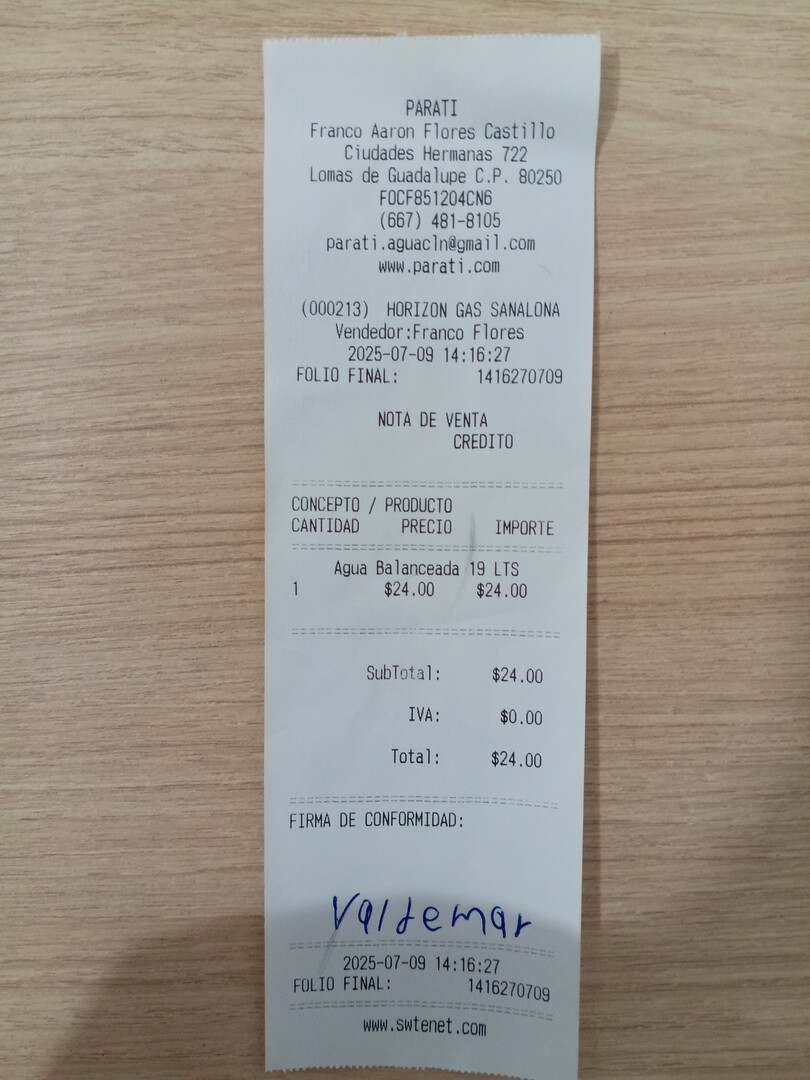 PARATI
Franco Aaron Flores Castillo
Ciudades Hermanas 722
Lomas de Guadalupe C.P. 80250
FOCF851204CN6
(667) 481-8105
parati.aguacln@gmail.com
www.parati.com
(000213) HORIZON GAS SANALONA
Vendedor:Franco Flores
2025-07-09 14:16:27
FOLIO FINAL: 1416270709
NOTA DE VENTA
CREDITO
CONCEPTO / PRODUCTO
CANTIDAD PRECIO IMPORTE
Agua Balanceada 19 LTS
1 $24.00 $24.00
SubTotal: $24.00
IVA: $0.00
Total: $24.00
FIRMA DE CONFORMIDAD:
Valdemar
2025-07-09 14:16:27
FOLIO FINAL: 1416270709
www.swtenet.com